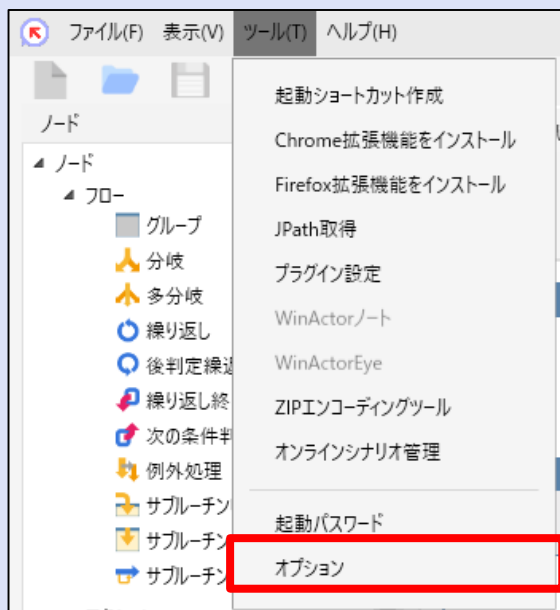 ファイル(F) 表示(V) ツール(T) ヘルプ(H)
ノード
ノード
フロー
グループ
分岐
多分岐
繰り返し
後判定繰返
繰り返し終
次の条件判
例外処理
サブルーチン
サブルーチン
サブルーチン
起動ショートカット作成
Chrome拡張機能をインストール
Firefox拡張機能をインストール
JPath取得
プラグイン設定
WinActorノート
WinActorEye
ZIPエンコーディングツール
オンラインシナリオ管理
起動パスワード
オプション